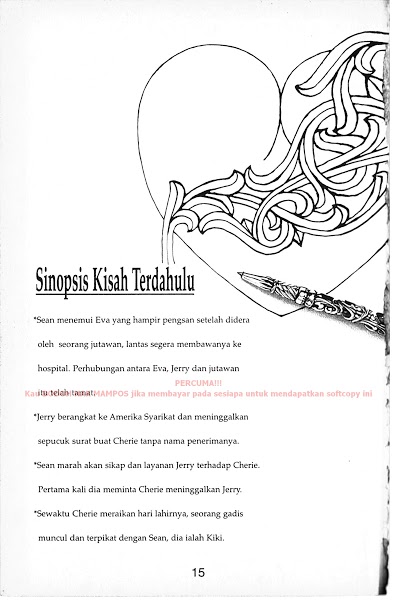 Sinopsis Kisah Terdahulu
*Sean menemui Eva yang hampir pengsan setelah didera
oleh seorang jutawan, lantas segera membawanya ke
hospital. Perhubungan antara Eva, Jerry dan jutawan
PERCUMA!!!
itu telah tamat.
MAMPOS jika membayar pada sesiapa untuk mendapatkan softcopy ini
*Jerry berangkat ke Amerika Syarikat dan meninggalkan
sepucuk surat buat Cherie tanpa nama penerimanya.
*Sean marah akan sikap dan layanan Jerry terhadap Cherie.
Pertama kali dia meminta Cherie meninggalkan Jerry.
*Sewaktu Cherie meraikan hari lahirnya, seorang gadis
muncul dan terpikat dengan Sean, dia ialah Kiki.
15